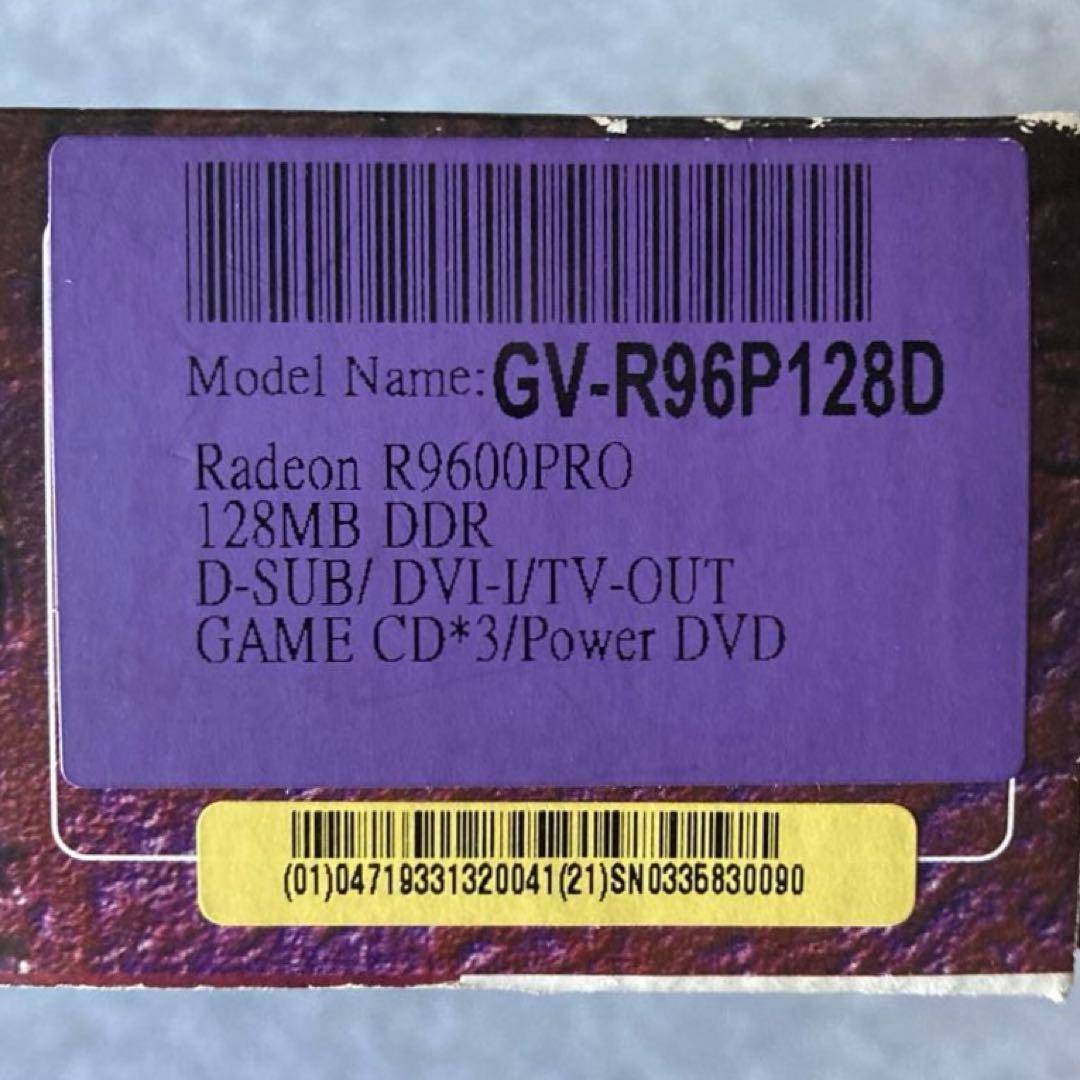 Model Name:GV-R96P128D
Radeon R9600PRO
128MB DDR
D-SUB/ DVI-I/TV-OUT
GAME CD*3/Power DVD
(01)04719331320041(21)SN0336830090